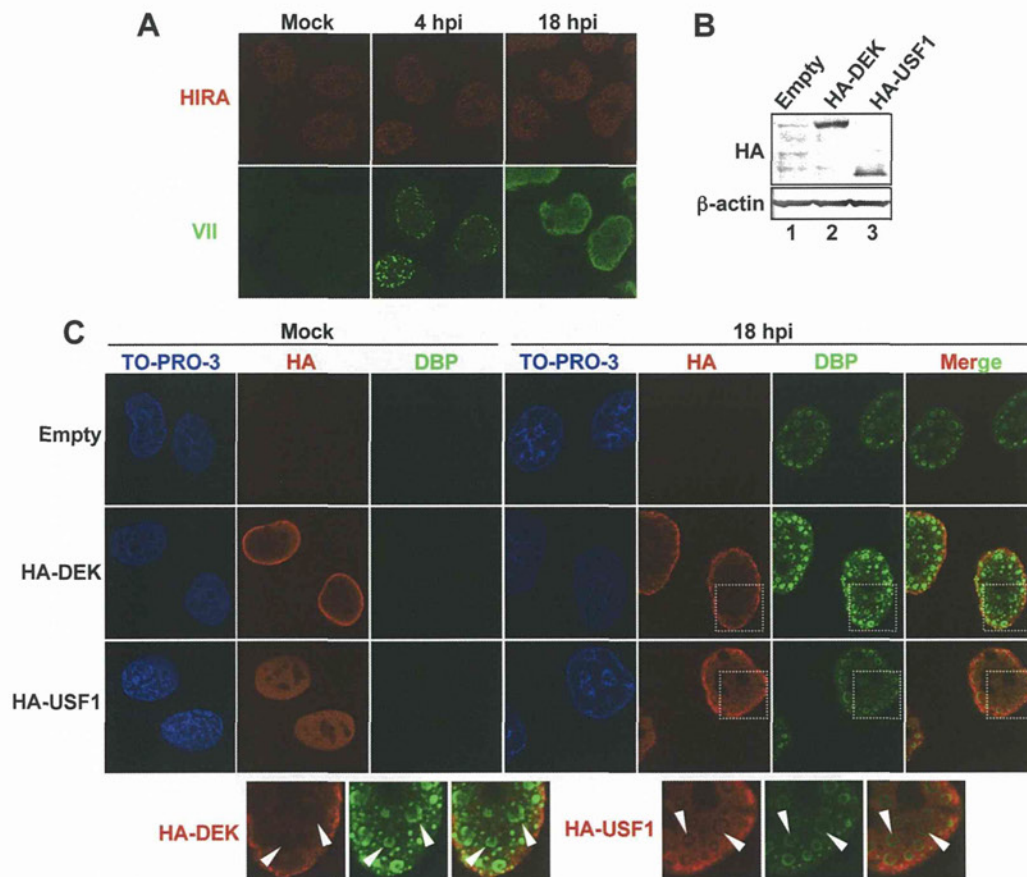 A
Mock 4 hpi 18 hpi
HIRA
VII
B
Empty HA-DEK HA-USF1
HA
β-actin
1 2 3
C
Mock 18 hpi
TO-PRO-3 HA DBP TO-PRO-3 HA DBP Merge
Empty
HA-DEK
HA-USF1
HA-DEK HA-USF1